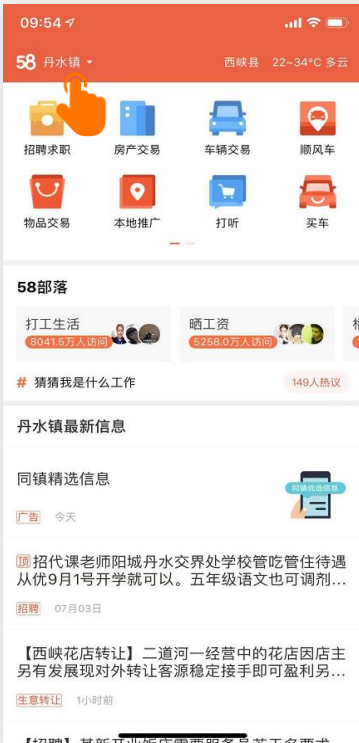 09:54
58 丹水镇 西峡县 22~34°C 多云
招聘求职 房产交易 车辆交易 顺风车
物品交易 本地推广 打听 买车
58部落
打工生活 晒工资
8041.5万人访问 5258.0万人访问
# 猜猜我是什么工作 149人热议
丹水镇最新信息
同镇精选信息
同镇优选信息
广告 今天
顶 招代课老师阳城丹水交界处学校管吃管住待遇
从优9月1号开学就可以。五年级语文也可调剂...
招聘 07月03日
【西峡花店转让】二道河一经营中的花店因店主
另有发展现对外转让客源稳定接手即可盈利另...
生意转让 1小时前